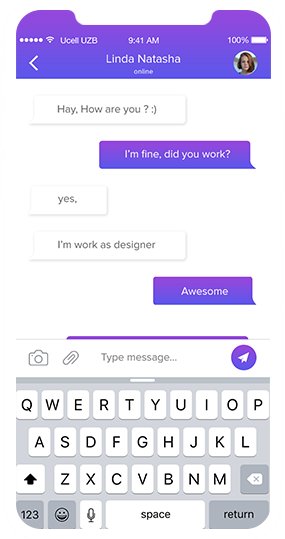 Ucell UZB 9:41 AM 100%
Linda Natasha
online
Hay, How are you ? :)
I'm fine, did you work?
yes,
I'm work as designer
Awesome
Type message...
Q W E R T Y U I O P
A S D F G H J K L
Z X C V B N M
123 space return